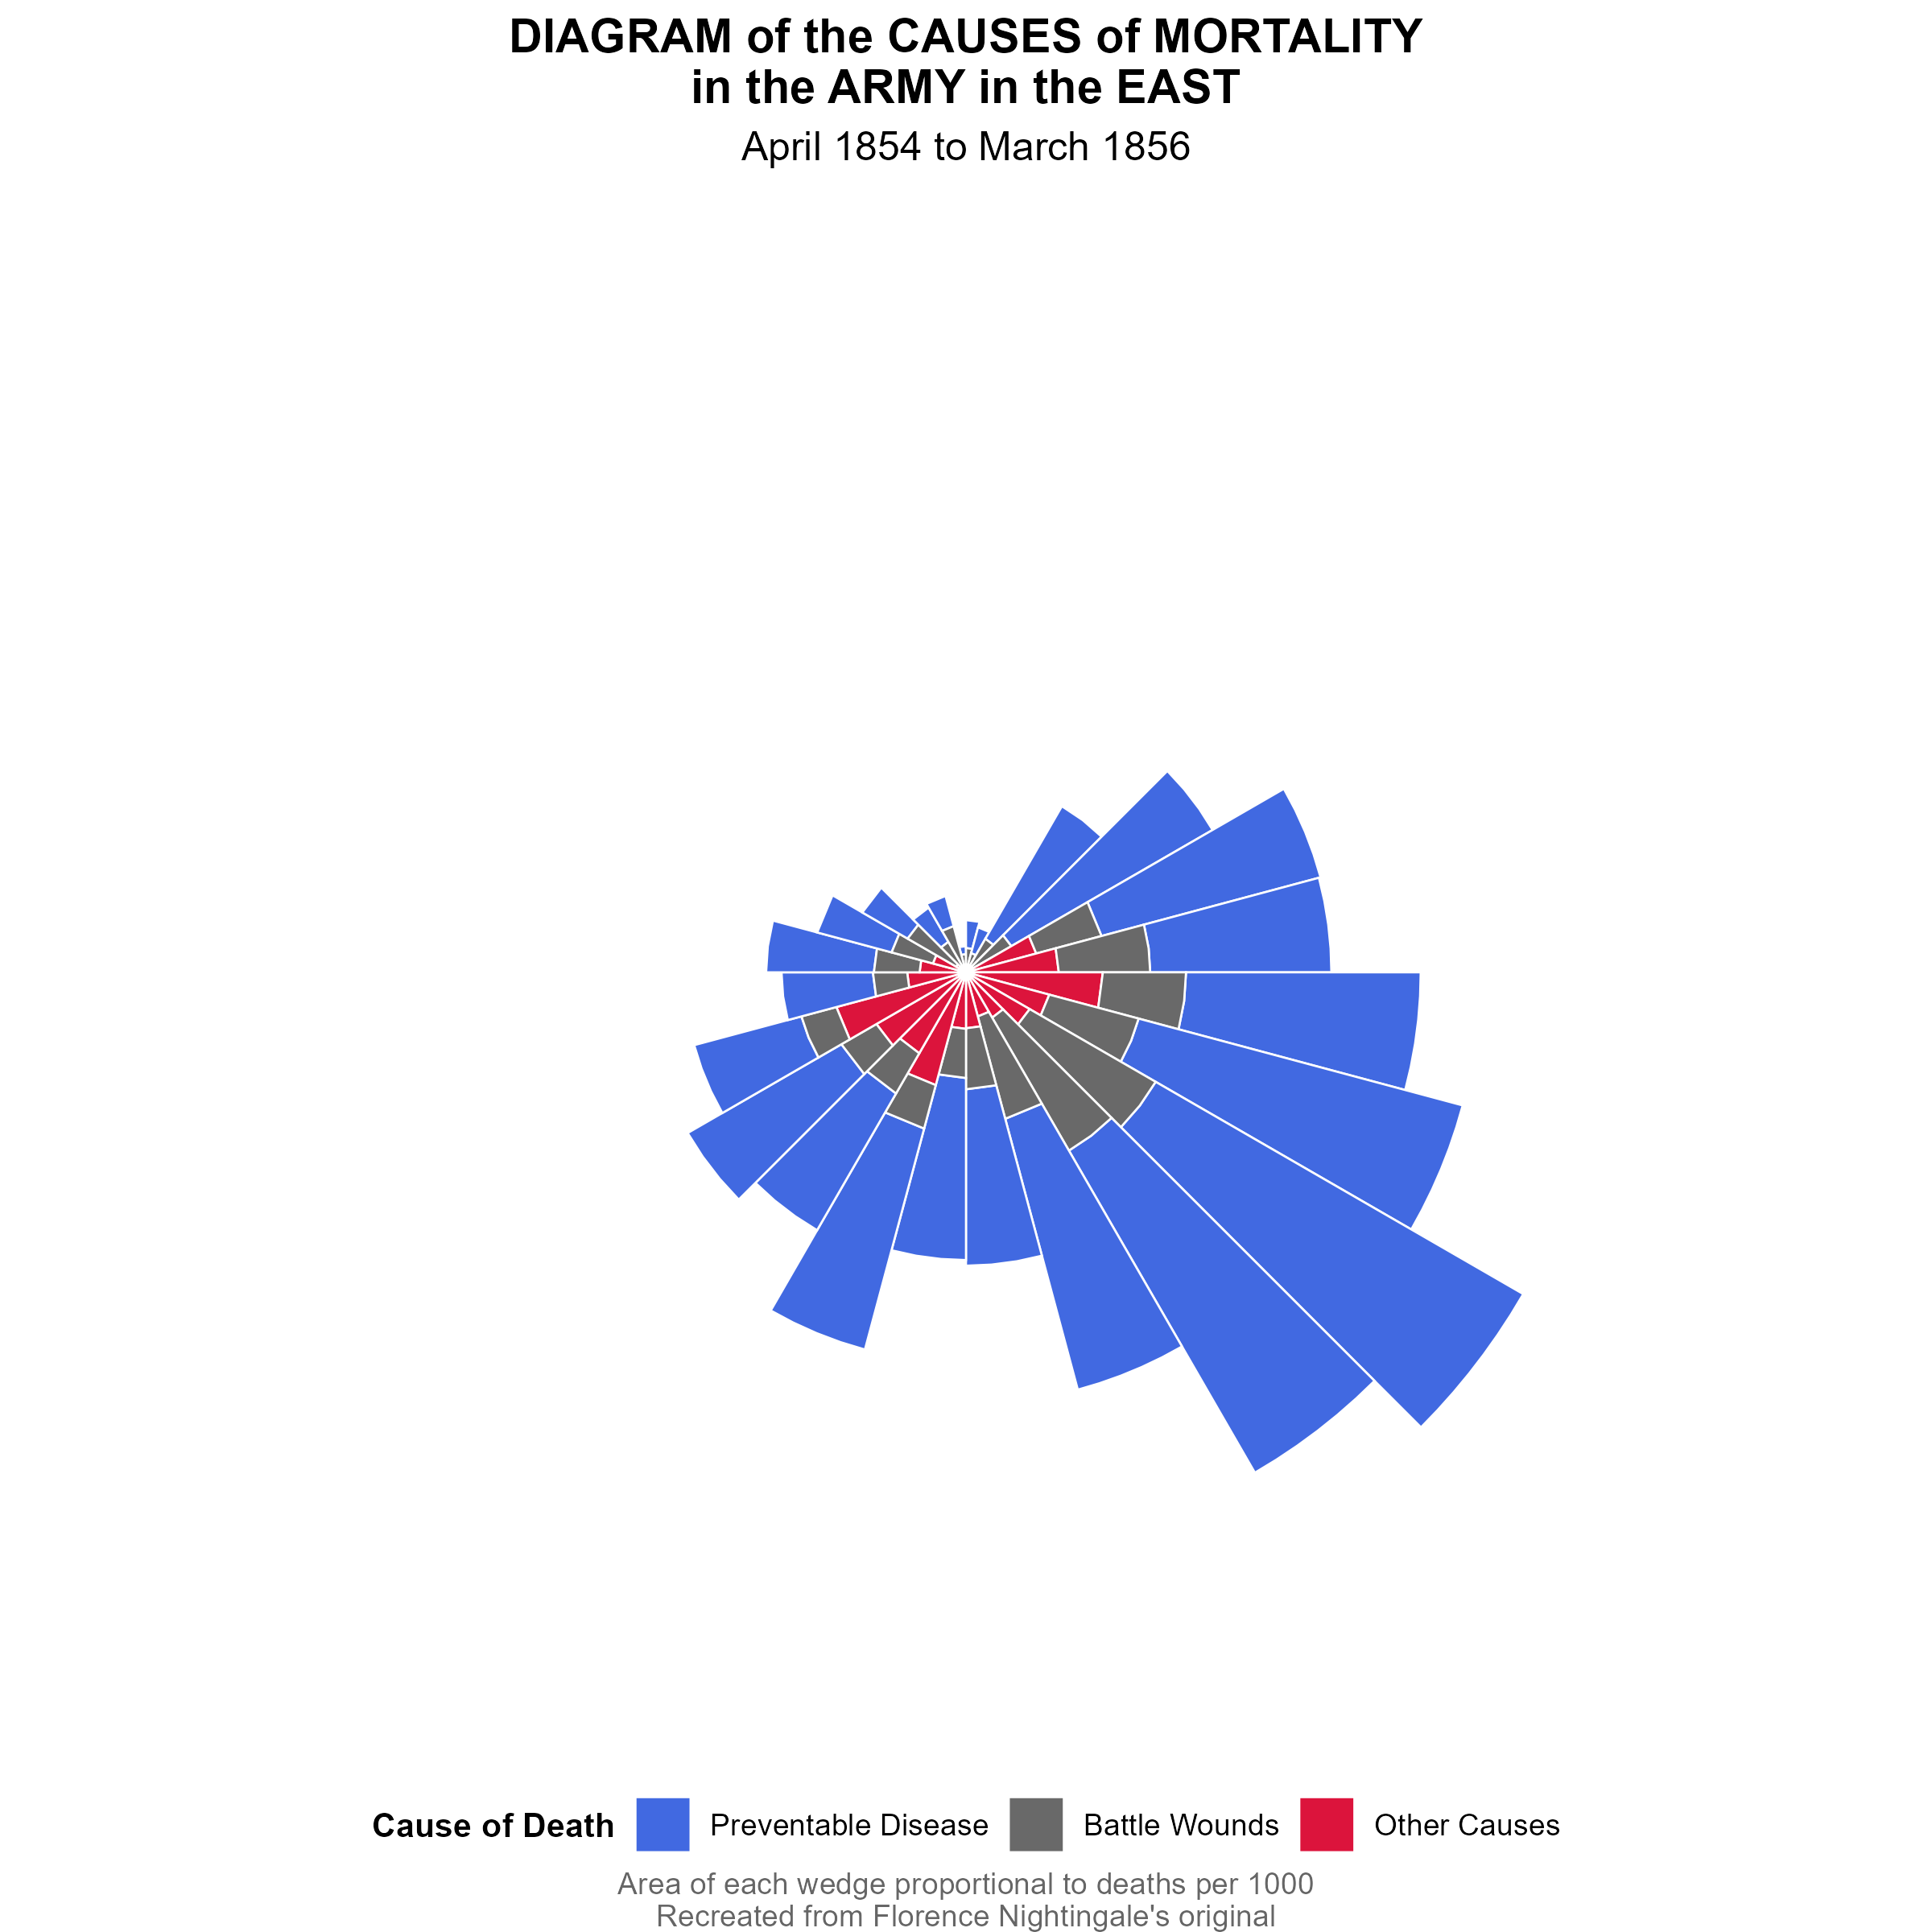 DIAGRAM of the CAUSES of MORTALITY
in the ARMY in the EAST
April 1854 to March 1856
Cause of Death Preventable Disease Battle Wounds Other Causes
Area of each wedge proportional to deaths per 1000
Recreated from Florence Nightingale's original